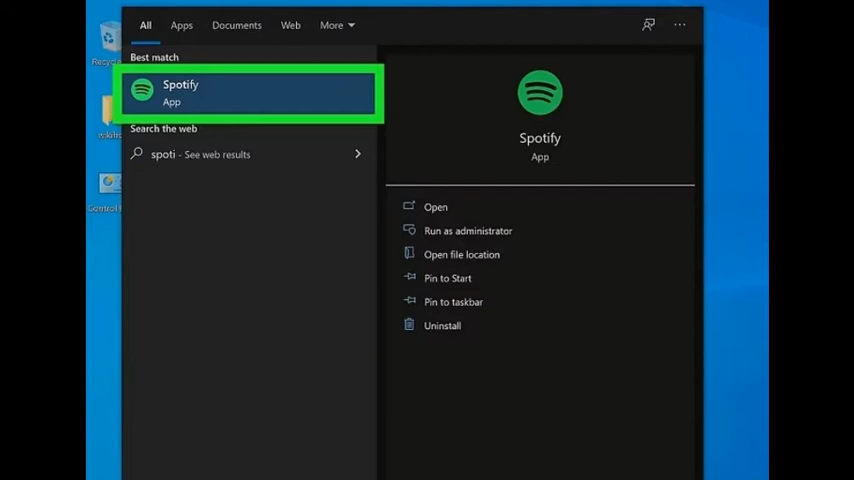 All Apps Documents Web More
Best match
Spotify
App
Search the web
spoti - See web results
Spotify
App
Open
Run as administrator
Open file location
Pin to Start
Pin to taskbar
Uninstall